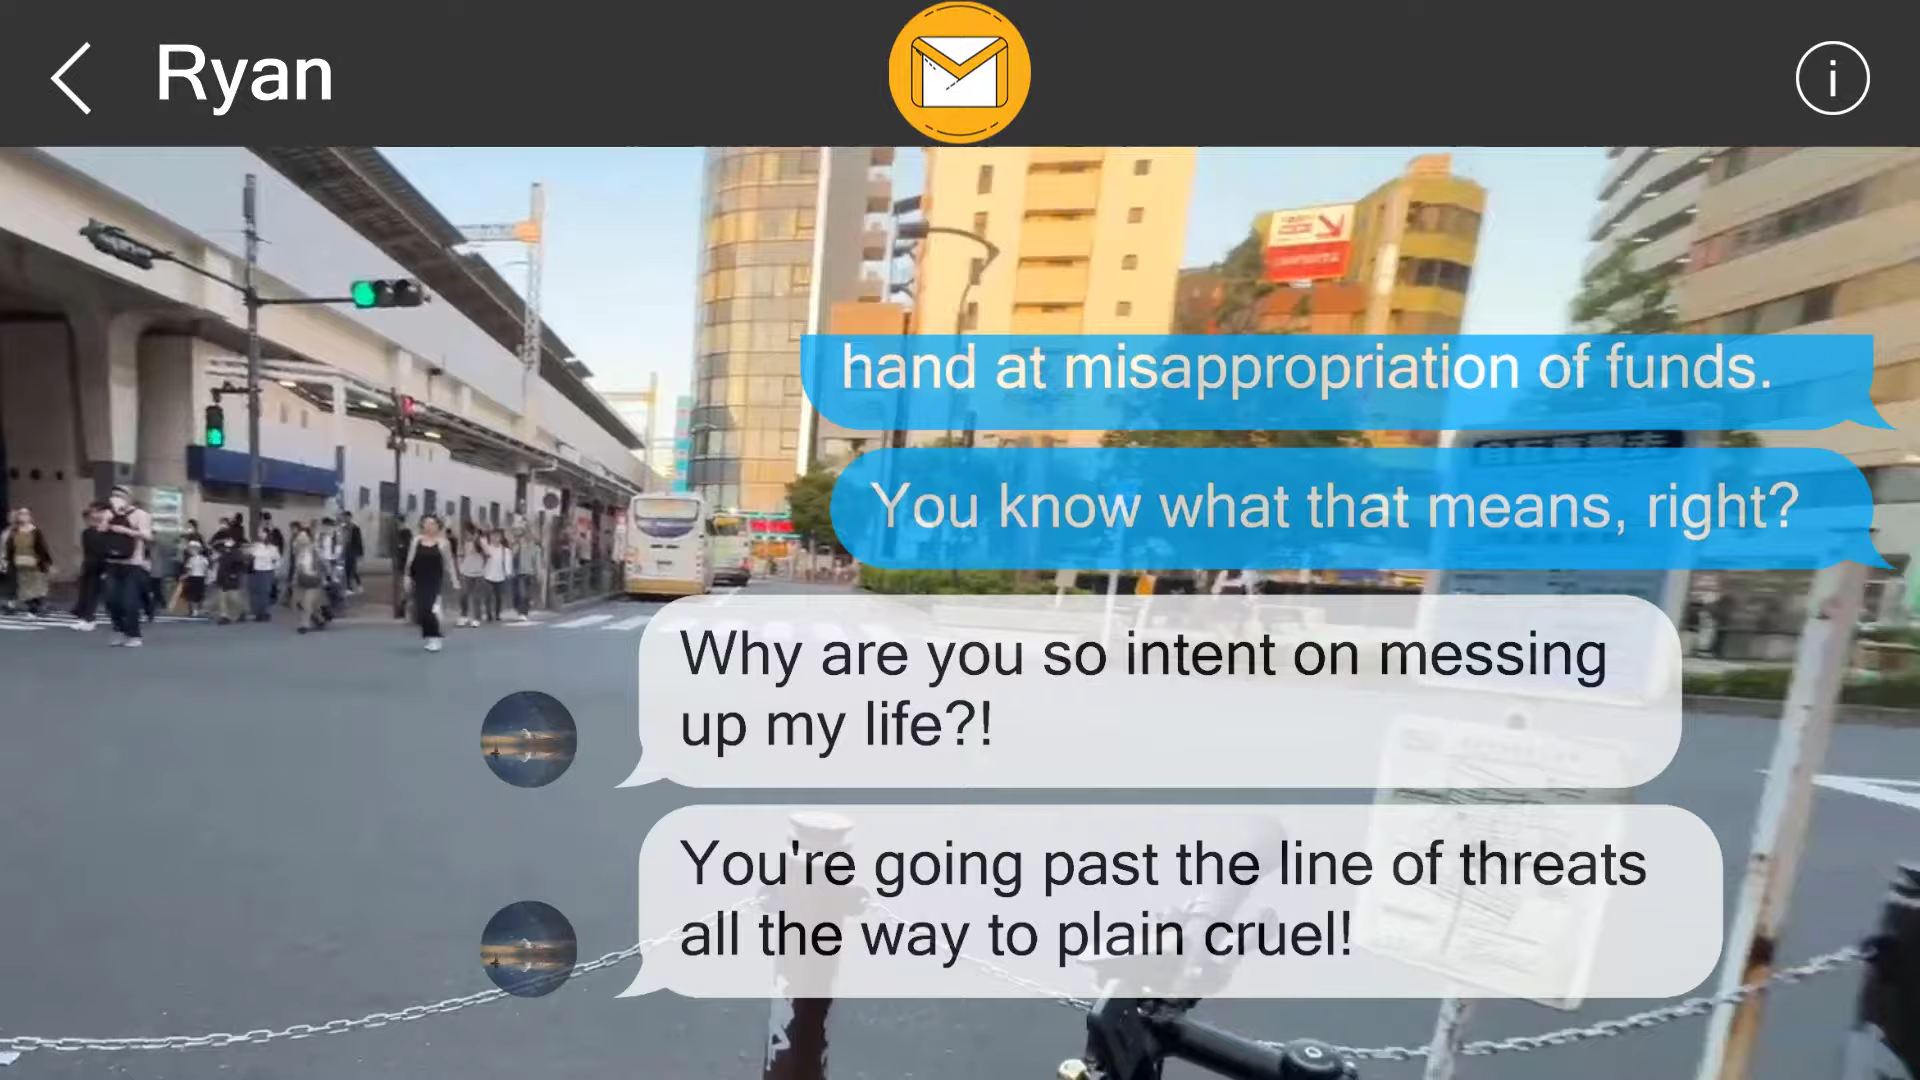 Ryan
hand at misappropriation of funds.
You know what that means, right?
Why are you so intent on messing
up my life?!
You're going past the line of threats
all the way to plain cruel!